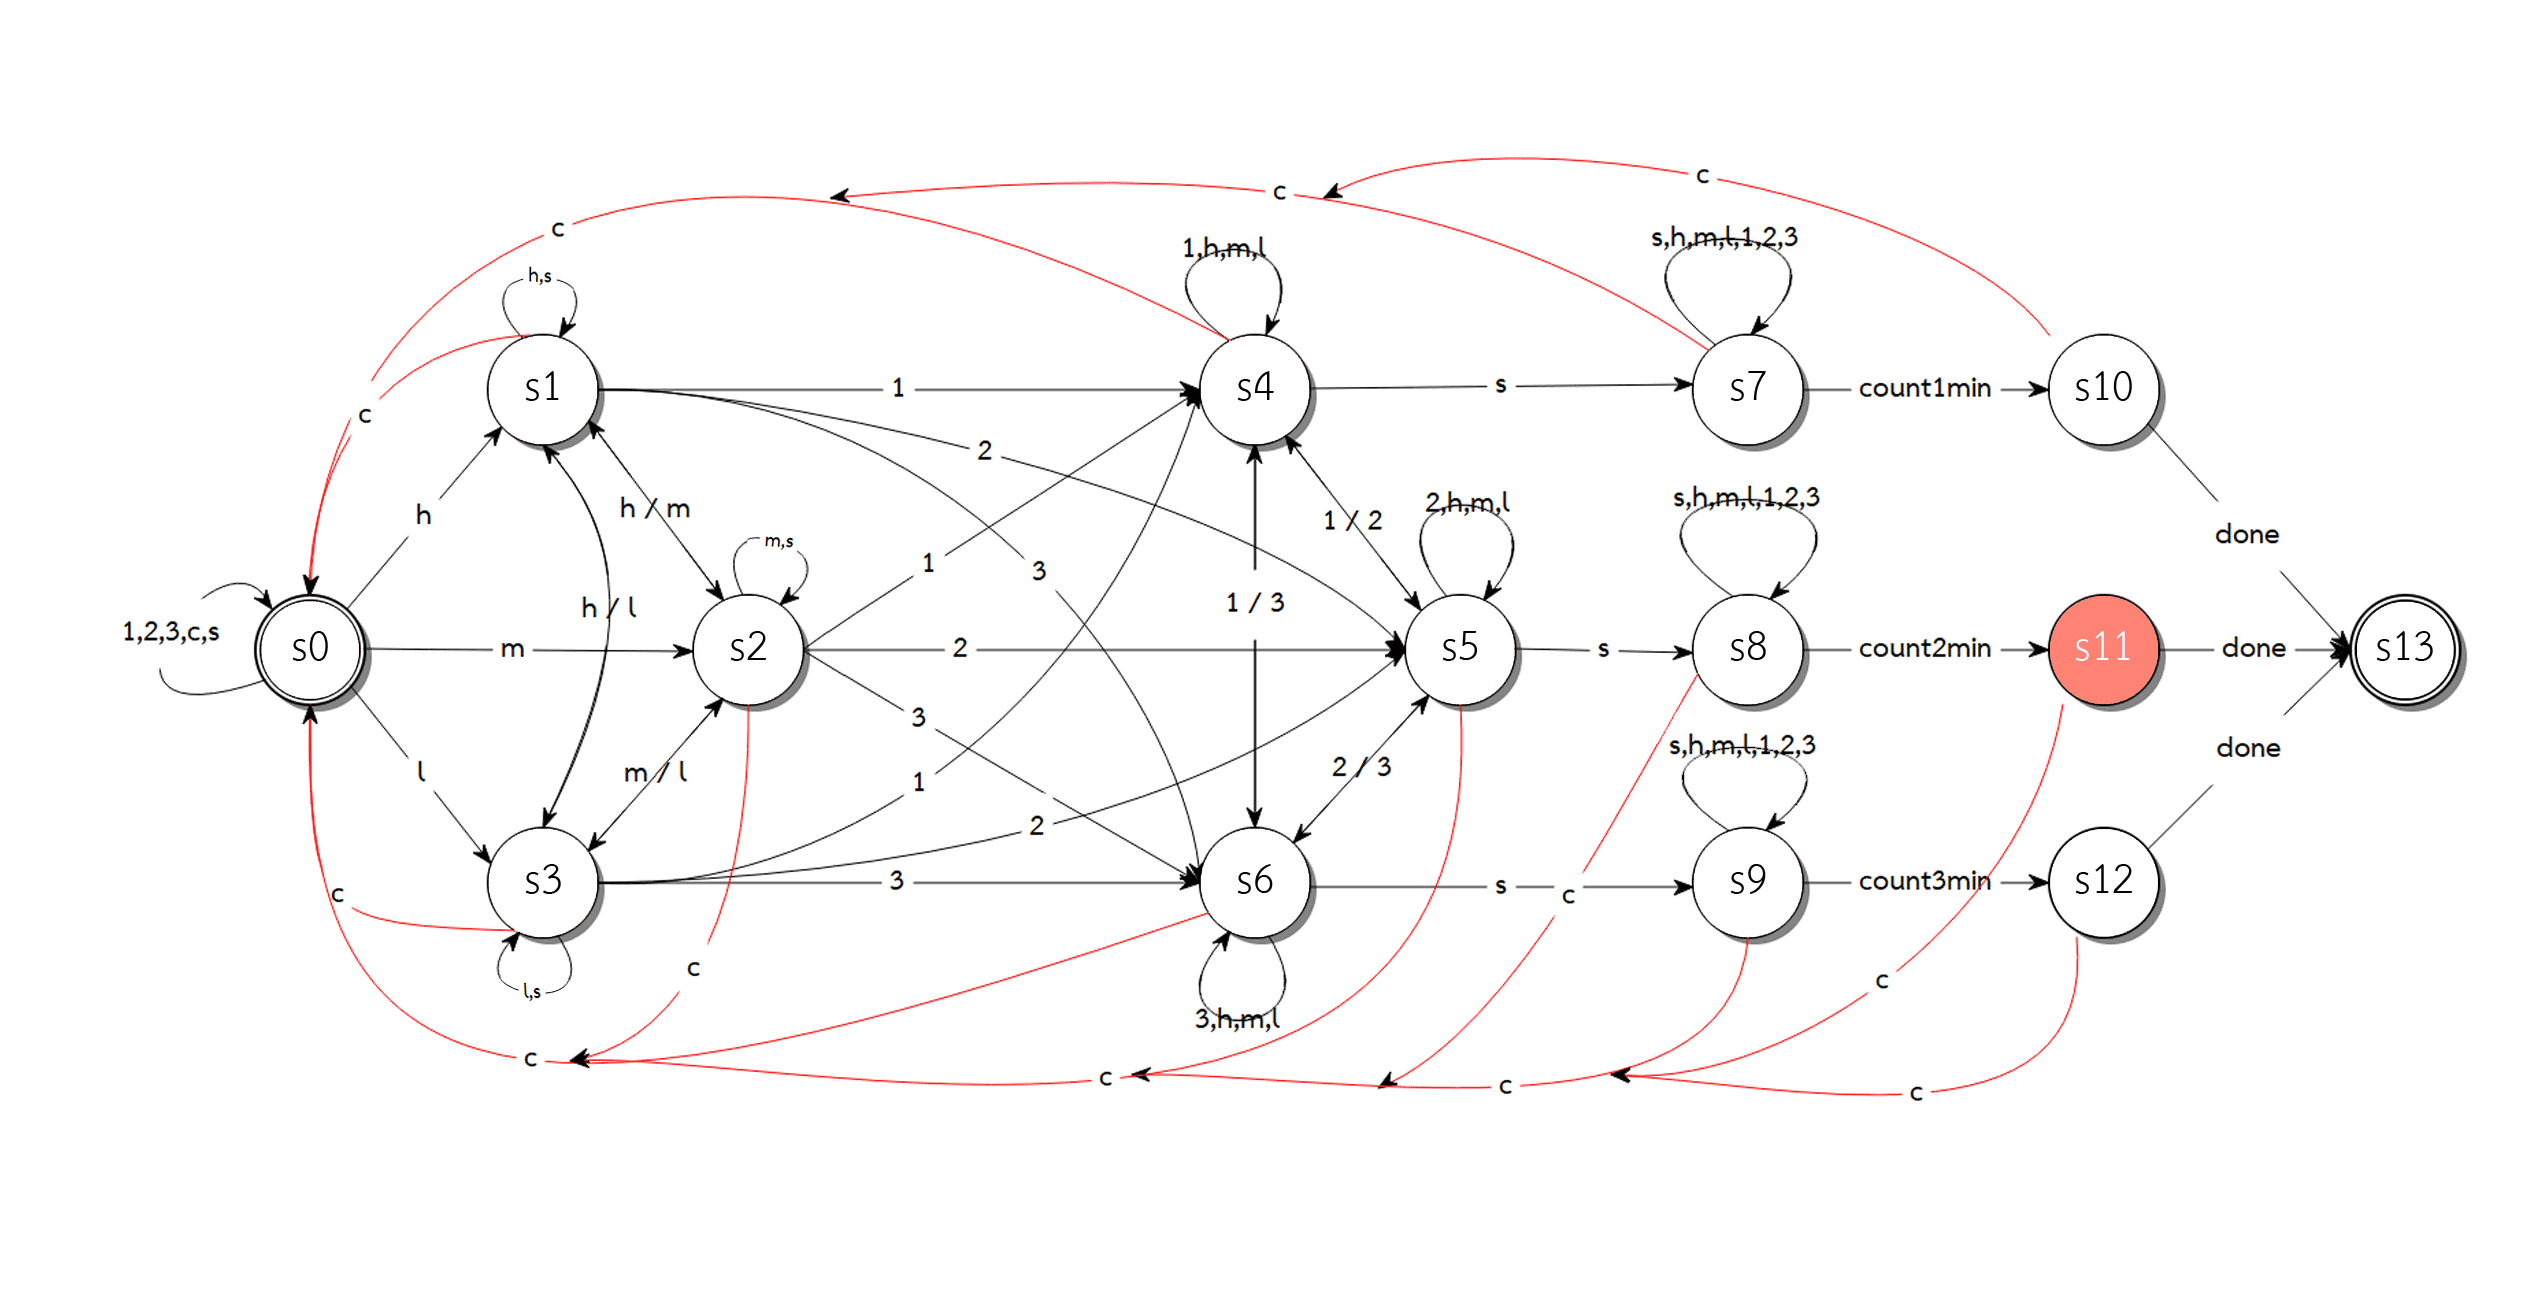 c
c
c
h,s
1,h,m,l
s,h,m,l,1,2,3
s1
1
s4
s
s7
count1min
s10
c
2
h
h / m
1 / 2
2,h,m,l
s,h,m,l,1,2,3
done
m,s
1
3
1 / 3
h / l
1,2,3,c,s
s0
m
s2
2
s5
s
s8
count2min
s11
done
s13
l
m / l
3
1
2 / 3
s,h,m,l,1,2,3
done
2
c
s3
3
s6
s
c
s9
count3min
s12
c
c
l,s
3,h,m,l
c
c
c
c